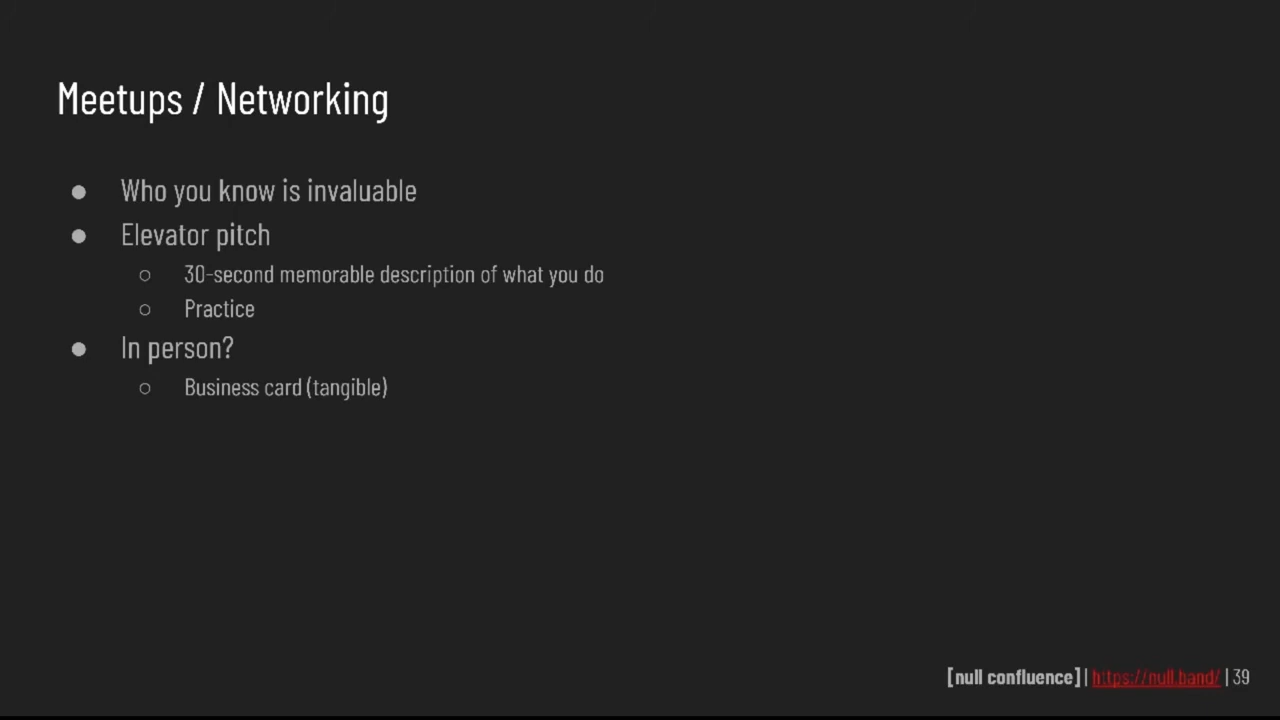 Meetups / Networking
● Who you know is invaluable
● Elevator pitch
○ 30-second memorable description of what you do
○ Practice
● In person?
○ Business card (tangible)
[null confluence] | https://null.band/ | 39